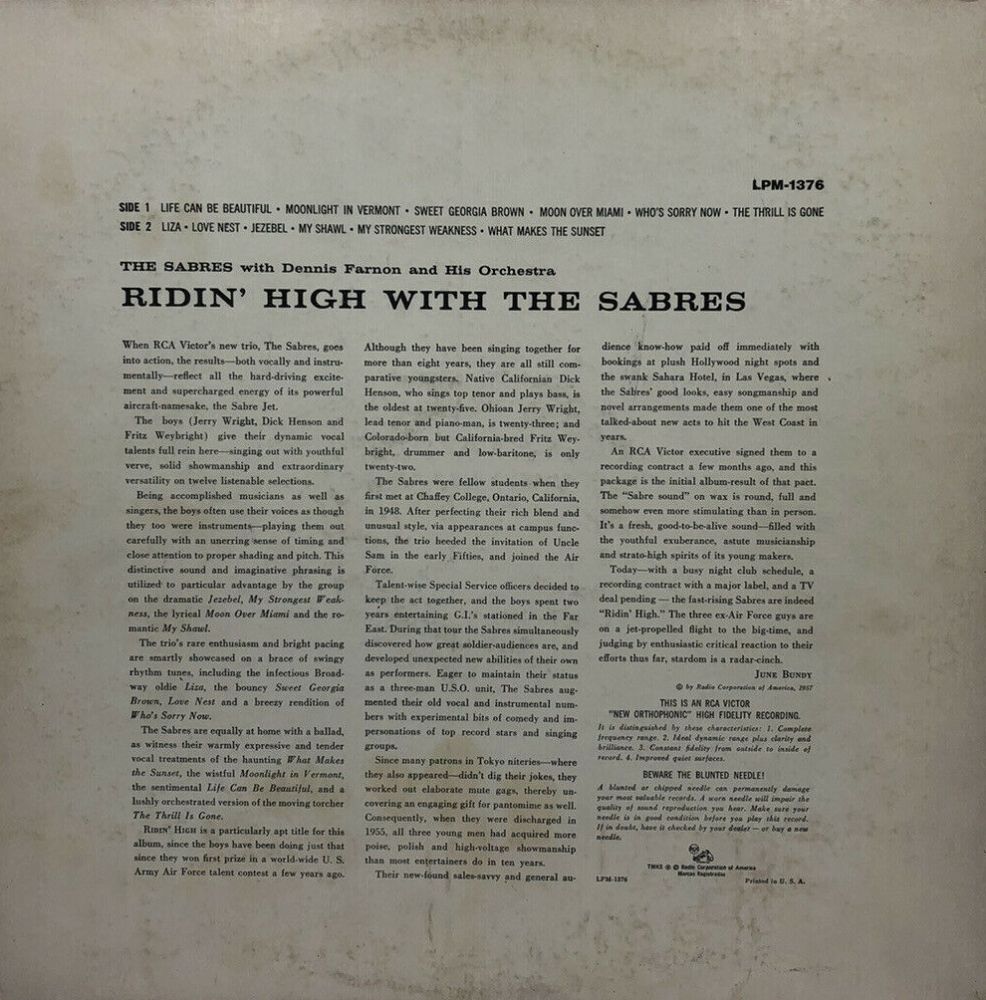 LPM-1376
SIDE 1 LIFE CAN BE BEAUTIFUL • MOONLIGHT IN VERMONT • SWEET GEORGIA BROWN • MOON OVER MIAMI • WHO'S SORRY NOW • THE THRILL IS GONE
SIDE 2 LIZA • LOVE NEST • JEZEBEL • MY SHAWL • MY STRONGEST WEAKNESS • WHAT MAKES THE SUNSET
THE SABRES with Dennis Farnon and His Orchestra
RIDIN' HIGH WITH THE SABRES
When RCA Victor's new trio, The Sabres, goes
into action, the results—both vocally and instru-
mentally—reflect all the hard-driving excite-
ment and supercharged energy of its powerful
aircraft-namesake, the Sabre Jet.
The boys (Jerry Wright, Dick Henson and
Fritz Weybright) give their dynamic vocal
talents full rein here—singing out with youthful
verve, solid showmanship and extraordinary
versatility on twelve listenable selections.
Being accomplished musicians as well as
singers, the boys often use their voices as though
they too were instruments—playing them out
carefully with an unerring sense of timing and
close attention to proper shading and pitch. This
distinctive sound and imaginative phrasing is
utilized to particular advantage by the group
on the dramatic Jezebel, My Strongest Weak-
ness, the lyrical Moon Over Miami and the ro-
mantic My Shawl.
The trio's rare enthusiasm and bright pacing
are smartly showcased on a brace of swingy
rhythm tunes, including the infectious Broad-
way oldie Liza, the bouncy Sweet Georgia
Brown, Love Nest and a breezy rendition of
Who's Sorry Now.
The Sabres are equally at home with a ballad,
as witness their warmly expressive and tender
vocal treatments of the haunting What Makes
the Sunset, the wistful Moonlight in Vermont,
the sentimental Life Can Be Beautiful, and a
lushly orchestrated version of the moving torcher
The Thrill Is Gone.
RIDIN' HIGH is a particularly apt title for this
album, since the boys have been doing just that
since they won first prize in a world-wide U. S.
Army Air Force talent contest a few years ago.
Although they have been singing together for
more than eight years, they are all still com-
parative youngsters. Native Californian Dick
Henson, who sings top tenor and plays bass, is
the oldest at twenty-five. Ohioan Jerry Wright,
lead tenor and piano-man, is twenty-three; and
Colorado-born but California-bred Fritz Wey-
bright, drummer and low-baritone, is only
twenty-two.
The Sabres were fellow students when they
first met at Chaffey College, Ontario, California,
in 1948. After perfecting their rich blend and
unusual style, via appearances at campus func-
tions, the trio heeded the invitation of Uncle
Sam in the early Fifties, and joined the Air
Force.
Talent-wise Special Service officers decided to
keep the act together, and the boys spent two
years entertaining G.I.'s stationed in the Far
East. During that tour the Sabres simultaneously
discovered how great soldier-audiences are, and
developed unexpected new abilities of their own
as performers. Eager to maintain their status
as a three-man U.S.O. unit, The Sabres aug-
mented their old vocal and instrumental num-
bers with experimental bits of comedy and im-
personations of top record stars and singing
groups.
Since many patrons in Tokyo niteries—where
they also appeared—didn't dig their jokes, they
worked out elaborate mute gags, thereby un-
covering an engaging gift for pantomime as well.
Consequently, when they were discharged in
1955, all three young men had acquired more
poise, polish and high-voltage showmanship
than most entertainers do in ten years.
Their new-found sales-savvy and general au-
dience know-how paid off immediately with
bookings at plush Hollywood night spots and
the swank Sahara Hotel, in Las Vegas, where
the Sabres' good looks, easy songmanship and
novel arrangements made them one of the most
talked-about new acts to hit the West Coast in
years.
An RCA Victor executive signed them to a
recording contract a few months ago, and this
package is the initial album-result of that pact.
The "Sabre sound" on wax is round, full and
somehow even more stimulating than in person.
It's a fresh, good-to-be-alive sound—filled with
the youthful exuberance, astute musicianship
and strato-high spirits of its young makers.
Today—with a busy night club schedule, a
recording contract with a major label, and a TV
deal pending — the fast-rising Sabres are indeed
"Ridin' High." The three ex-Air Force guys are
on a jet-propelled flight to the big-time, and
judging by enthusiastic critical reaction to their
efforts thus far, stardom is a radar-cinch.
JUNE BUNDY
© by Radio Corporation of America, 1957
THIS IS AN RCA VICTOR
"NEW ORTHOPHONIC" HIGH FIDELITY RECORDING.
It is distinguished by these characteristics: 1. Complete
frequency range. 2. Ideal dynamic range plus clarity and
brilliance. 3. Constant fidelity from outside to inside of
record. 4. Improved quiet surfaces.
BEWARE THE BLUNTED NEEDLE!
A blunted or chipped needle can permanently damage
your most valuable records. A worn needle will impair the
quality of sound reproduction you hear. Make sure your
needle is in good condition before you play this record.
If in doubt, have it checked by your dealer — or buy a new
needle.
TMKS ® © Radio Corporation of America
Marcas Registradas
LPM-1376 Printed in U. S. A.